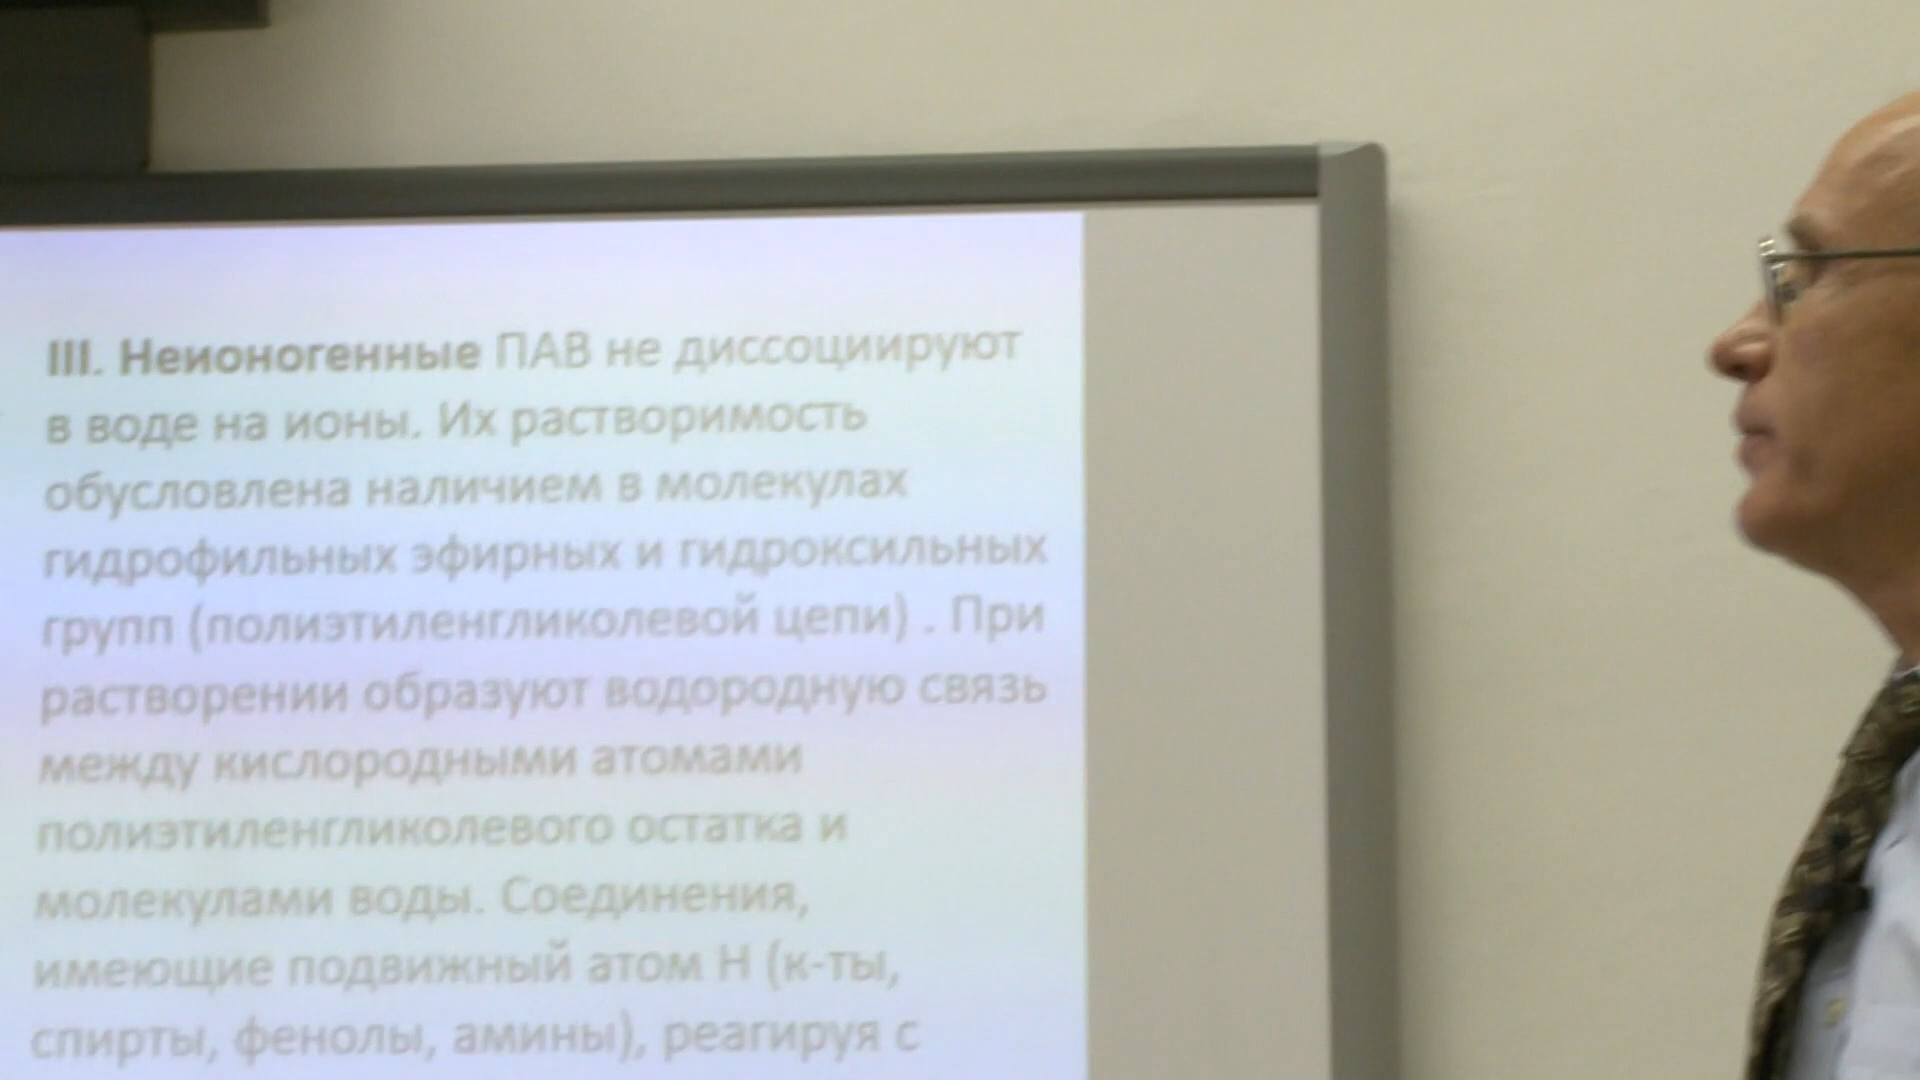 III. Неионогенные ПАВ не диссоциируют
в воде на ионы. Их растворимость
обусловлена наличием в молекулах
гидрофильных эфирных и гидроксильных
групп (полиэтиленгликолевой цепи) . При
растворении образуют водородную связь
между кислородными атомами
полиэтиленгликолевого остатка и
молекулами воды. Соединения,
имеющие подвижный атом Н (к-ты,
спирты, фенолы, амины), реагируя с